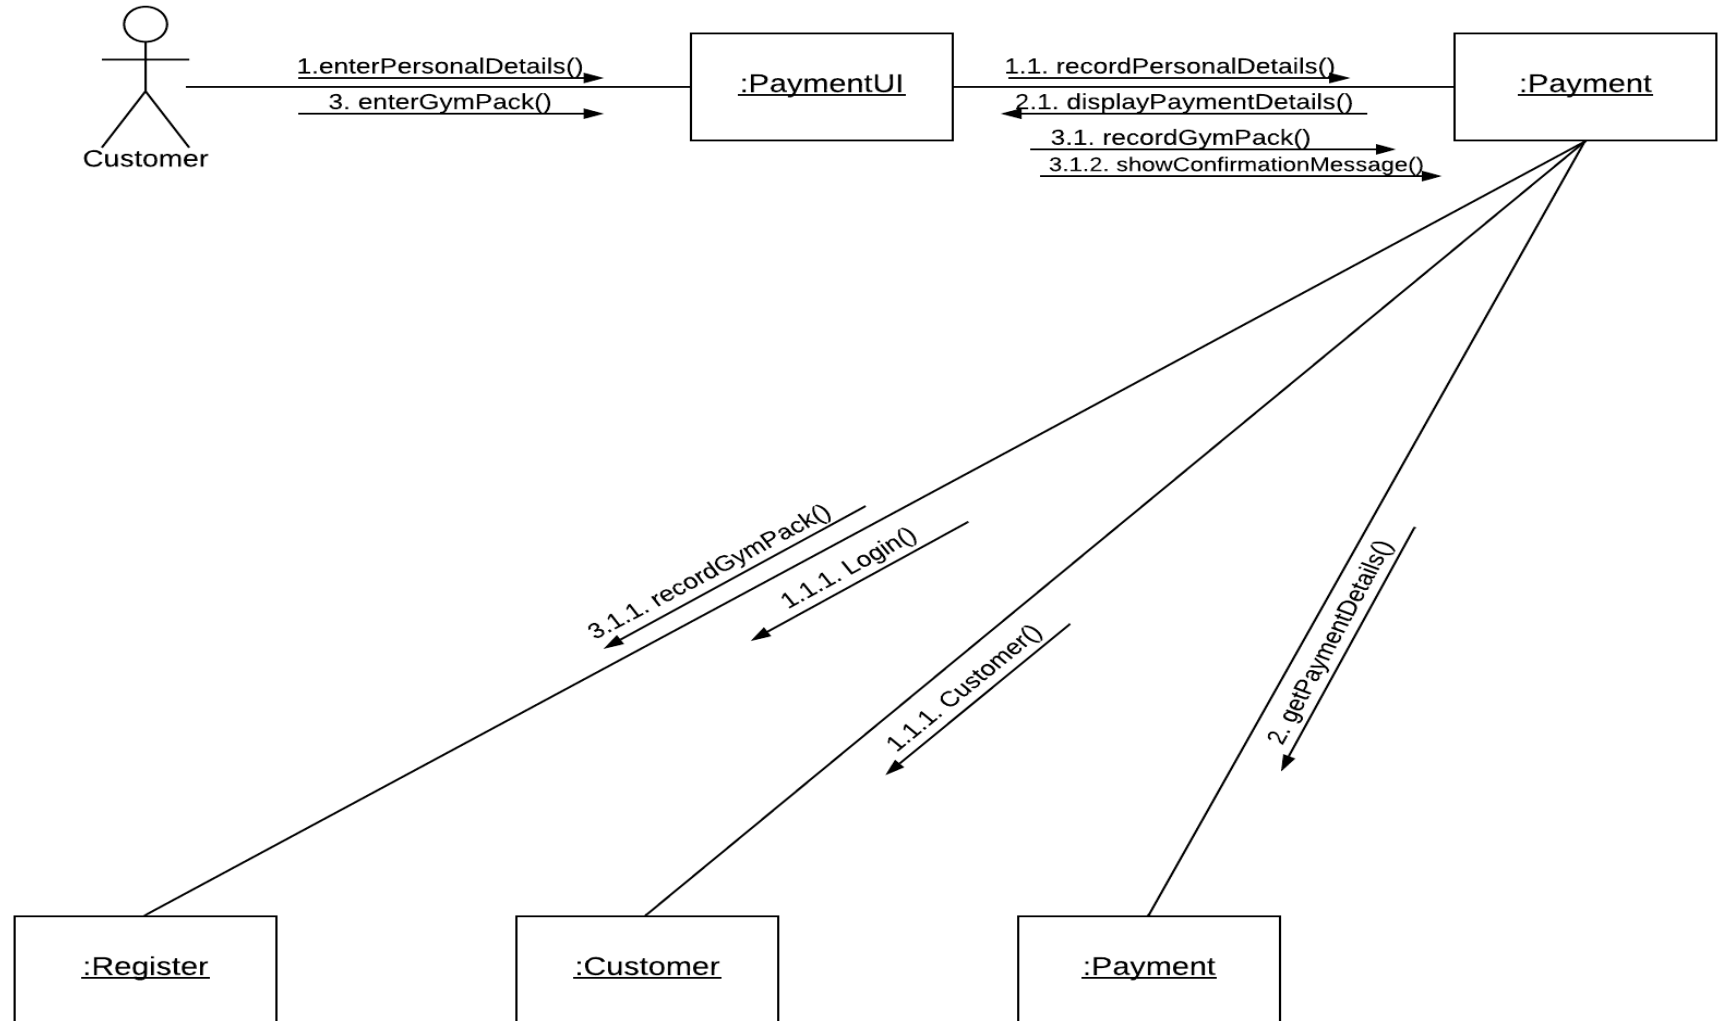 1.enterPersonalDetails()
3. enterGymPack()
Customer
:PaymentUI
1.1. recordPersonalDetails()
2.1. displayPaymentDetails()
3.1. recordGymPack()
3.1.2. showConfirmationMessage()
:Payment
3.1.1. recordGymPack()
1.1.1. Login()
1.1.1. Customer()
2. getPaymentDetails()
:Register
:Customer
:Payment